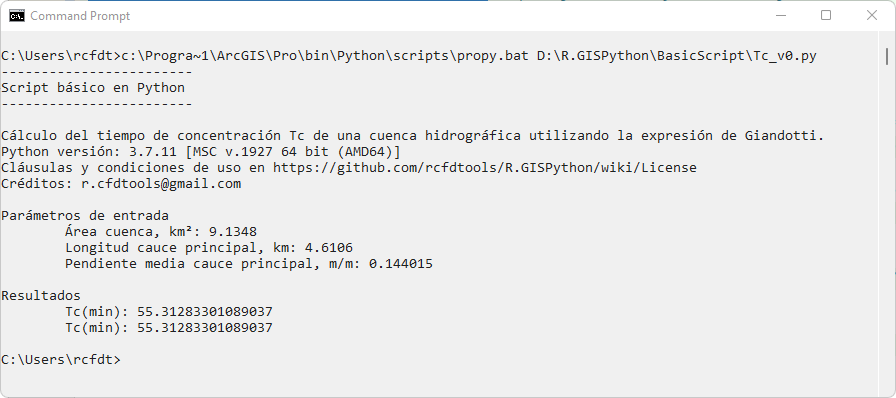 Command Prompt
C:\Users\rcfdt>c:\Progra~1\ArcGIS\Pro\bin\Python\scripts\propy.bat D:\R.GISPython\BasicScript\Tc_v0.py
------------------------
Script básico en Python
------------------------
Cálculo del tiempo de concentración Tc de una cuenca hidrográfica utilizando la expresión de Giandotti.
Python versión: 3.7.11 [MSC v.1927 64 bit (AMD64)]
Cláusulas y condiciones de uso en https://github.com/rcfdtools/R.GISPython/wiki/License
Créditos: r.cfdtools@gmail.com
Parámetros de entrada
Área cuenca, km²: 9.1348
Longitud cauce principal, km: 4.6106
Pendiente media cauce principal, m/m: 0.144015
Resultados
Tc(min): 55.31283301089037
Tc(min): 55.31283301089037
C:\Users\rcfdt>